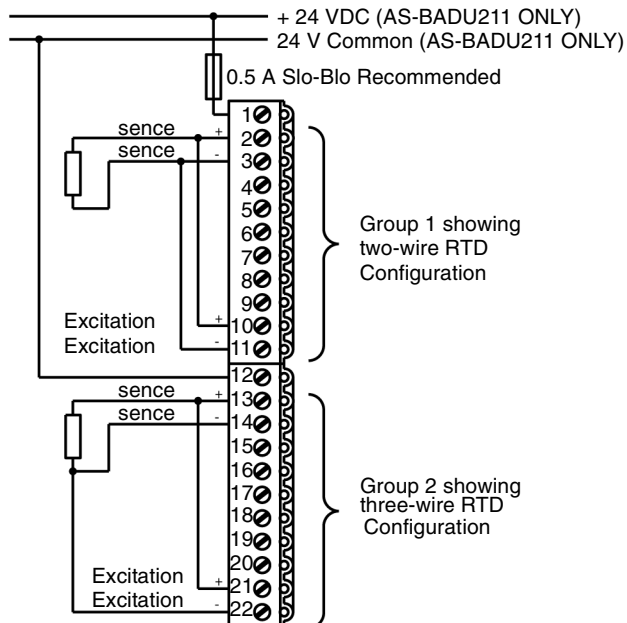 + 24 VDC (AS-BADU211 ONLY)
24 V Common (AS-BADU211 ONLY)
0.5 A Slo-Blo Recommended
1
sence + 2
sence - 3
4
5
6
7
8
9
Group 1 showing
two-wire RTD
Configuration
Excitation + 10
Excitation - 11
12
sence + 13
sence - 14
15
16
17
18
19
20
Group 2 showing
three-wire RTD
Configuration
Excitation + 21
Excitation - 22